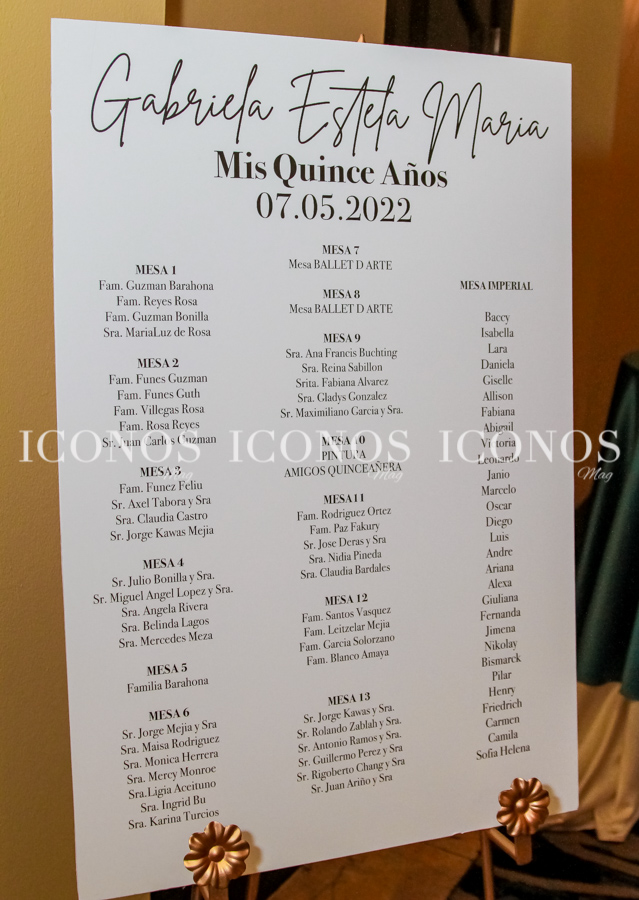 Gabriela Estela Maria
Mis Quince Años
07.05.2022
MESA 1
Fam. Guzman Barahona
Fam. Reyes Rosa
Fam. Guzman Bonilla
Sra. MariaLuz de Rosa
MESA 2
Fam. Funes Guzman
Fam. Funes Guth
Fam. Villegas Rosa
Fam. Rosa Reyes
Sr. Juan Carlos Guzman
MESA 3
Fam. Funez Feliu
Sr. Axel Tabora y Sra
Sra. Claudia Castro
Sr. Jorge Kawas Mejia
MESA 4
Sr. Julio Bonilla y Sra.
Sr. Miguel Angel Lopez y Sra.
Sra. Angela Rivera
Sra. Belinda Lagos
Sra. Mercedes Meza
MESA 5
Familia Barahona
MESA 6
Sr. Jorge Mejia y Sra
Sra. Maisa Rodriguez
Sra. Monica Herrera
Sra. Mercy Monroe
Sra.Ligia Aceituno
Sra. Ingrid Bu
Sra. Karina Turcios
MESA 7
Mesa BALLET D ARTE
MESA 8
Mesa BALLET D ARTE
MESA 9
Sra. Ana Francis Buchting
Sra. Reina Sabillon
Srita. Fabiana Alvarez
Sra. Gladys Gonzalez
Sr. Maximiliano Garcia y Sra.
MESA 10
PINTURA
AMIGOS QUINCEAÑERA
MESA11
Fam. Rodriguez Ortez
Fam. Paz Fakury
Sr. Jose Deras y Sra
Sra. Nidia Pineda
Sra. Claudia Bardales
MESA 12
Fam. Santos Vasquez
Fam. Leitzelar Mejia
Fam. Garcia Solorzano
Fam. Blanco Amaya
MESA 13
Sr. Jorge Kawas y Sra.
Sr. Rolando Zablah y Sra.
Sr. Antonio Ramos y Sra.
Sr. Guillermo Perez y Sra
Sr. Rigoberto Chang y Sra
Sr. Juan Ariño y Sra
MESA IMPERIAL
Baccy
Isabella
Lara
Daniela
Giselle
Allison
Fabiana
Abigail
Vittoria
Leonardo
Janio
Marcelo
Oscar
Diego
Luis
Andre
Ariana
Alexa
Giuliana
Fernanda
Jimena
Nikolay
Bismarck
Pilar
Henry
Friedrich
Carmen
Camila
Sofia Helena
ICONOS Mag
ICONOS Mag
ICONOS Mag